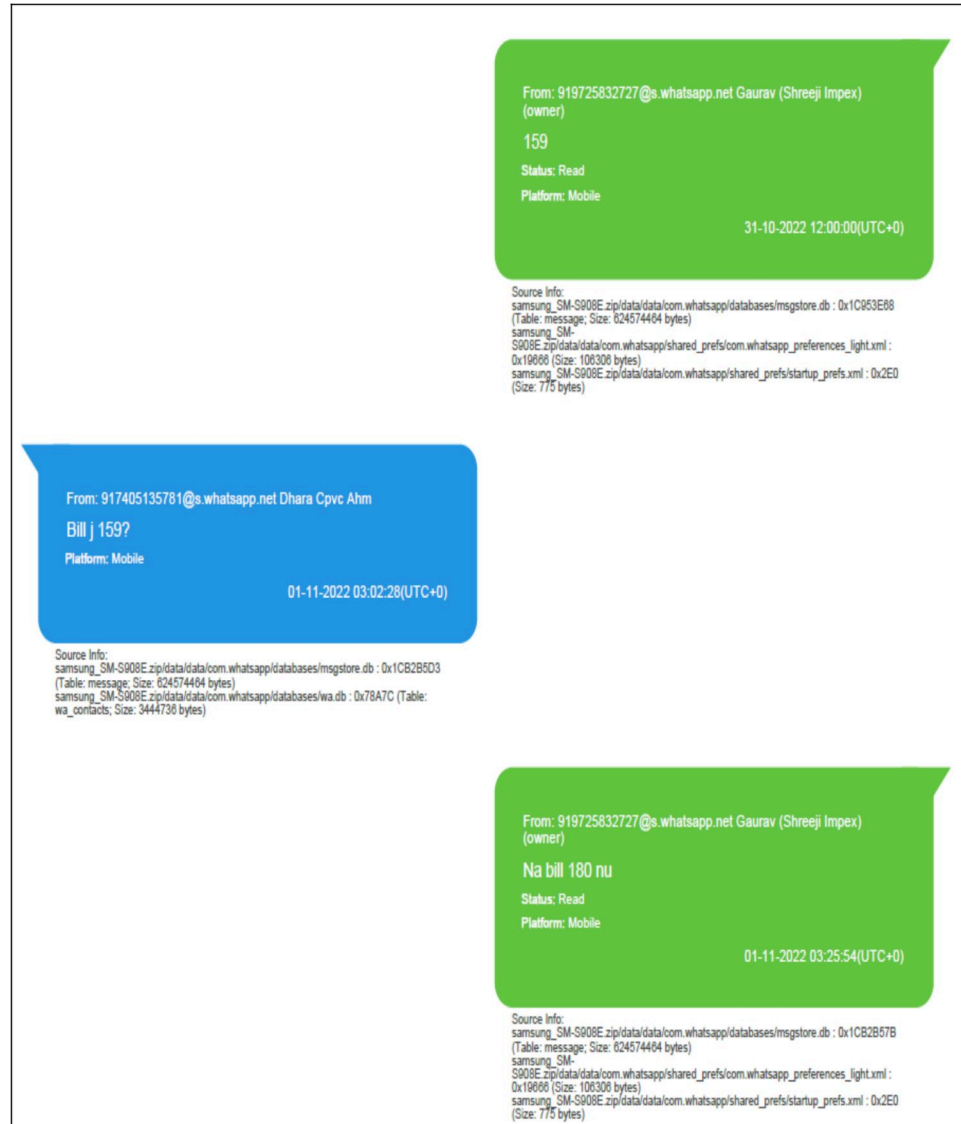 From: 919725832727@s.whatsapp.net Gaurav (Shreeji Impex)
(owner)
159
Status: Read
Platform: Mobile
31-10-2022 12:00:00(UTC+0)
Source Info:
samsung_SM-S908E.zip/data/data/com.whatsapp/databases/msgstore.db : 0x1C953E68
(Table: message; Size: 624574464 bytes)
samsung_SM-
S908E.zip/data/data/com.whatsapp/shared_prefs/com.whatsapp_preferences_light.xml :
0x19666 (Size: 106306 bytes)
samsung_SM-S908E.zip/data/data/com.whatsapp/shared_prefs/startup_prefs.xml : 0x2E0
(Size: 775 bytes)
From: 917405135781@s.whatsapp.net Dhara Cpvc Ahm
Bill j 159?
Platform: Mobile
01-11-2022 03:02:28(UTC+0)
Source Info:
samsung_SM-S908E.zip/data/data/com.whatsapp/databases/msgstore.db : 0x1CB2B5D3
(Table: message; Size: 624574464 bytes)
samsung_SM-S908E.zip/data/data/com.whatsapp/databases/wa.db : 0x78A7C (Table:
wa_contacts; Size: 3444736 bytes)
From: 919725832727@s.whatsapp.net Gaurav (Shreeji Impex)
(owner)
Na bill 180 nu
Status: Read
Platform: Mobile
01-11-2022 03:25:54(UTC+0)
Source Info:
samsung_SM-S908E.zip/data/data/com.whatsapp/databases/msgstore.db : 0x1CB2B57B
(Table: message; Size: 624574464 bytes)
samsung_SM-
S908E.zip/data/data/com.whatsapp/shared_prefs/com.whatsapp_preferences_light.xml :
0x19666 (Size: 106306 bytes)
samsung_SM-S908E.zip/data/data/com.whatsapp/shared_prefs/startup_prefs.xml : 0x2E0
(Size: 775 bytes)